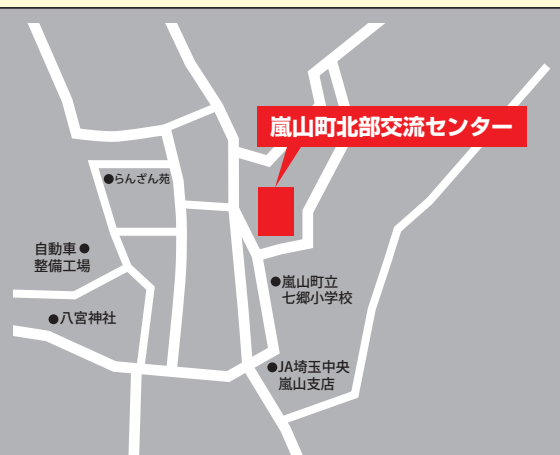 嵐山町北部交流センター
●らんざん苑
自動車●
整備工場
●嵐山町立
七郷小学校
●八宮神社
●JA埼玉中央
嵐山支店